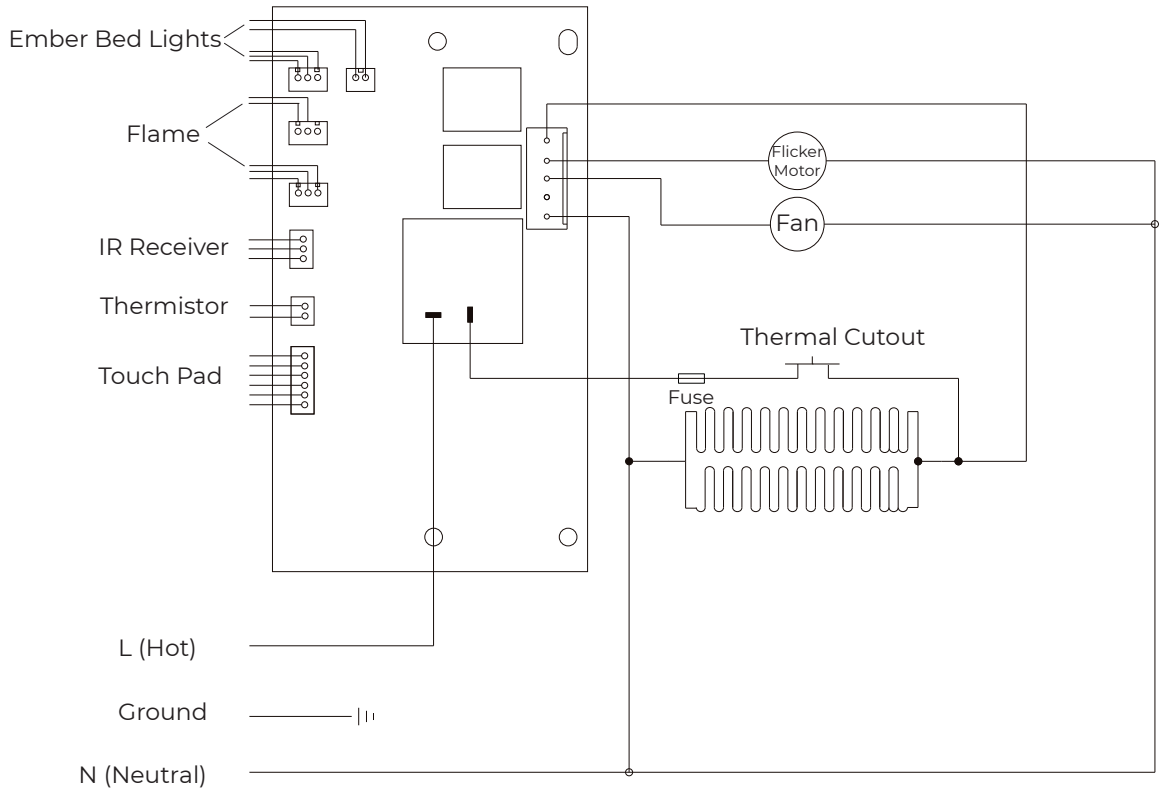 Ember Bed Lights
Flame
Flicker
Motor
Fan
IR Receiver
Thermistor
Thermal Cutout
Touch Pad
Fuse
L (Hot)
Ground
N (Neutral)